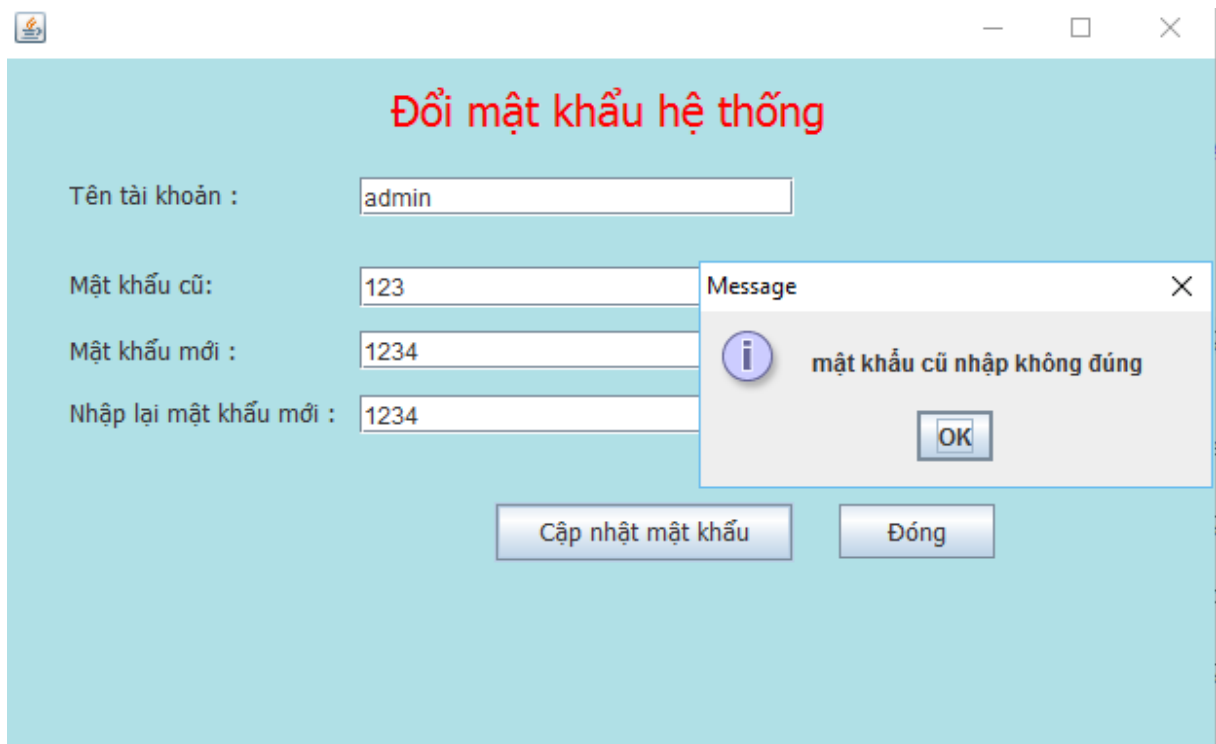 Đổi mật khẩu hệ thống
Tên tài khoản :
admin
Mật khẩu cũ:
123
Mật khẩu mới :
1234
Nhập lại mật khẩu mới :
1234
Message
mật khẩu cũ nhập không đúng
OK
Cập nhật mật khẩu
Đóng